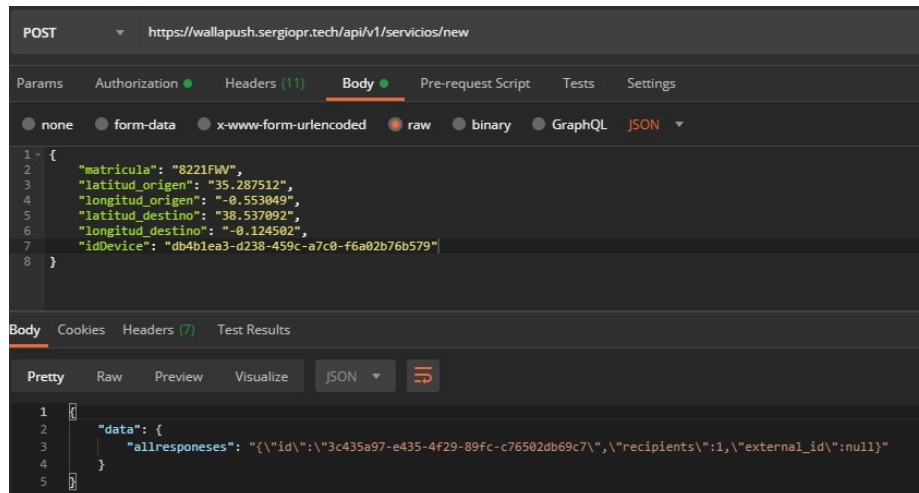 POST https://wallapush.sergiopr.tech/api/v1/servicios/new
Params Authorization Headers (11) Body Pre-request Script Tests Settings
none form-data x-www-form-urlencoded raw binary GraphQL JSON
1 {
2 "matricula": "8221FWV",
3 "latitud_origen": "35.287512",
4 "longitud_origen": "-0.553049",
5 "latitud_destino": "38.537092",
6 "longitud_destino": "-0.124502",
7 "idDevice": "db4b1ea3-d238-459c-a7c0-f6a02b76b579"
8 }
Body Cookies Headers (7) Test Results
Pretty Raw Preview Visualize JSON
1 {
2 "data": {
3 "allresponeses": "{\"id\":\"3c435a97-e435-4f29-89fc-c76502db69c7\",\"recipients\":1,\"external_id\":null}"
4 }
5 }